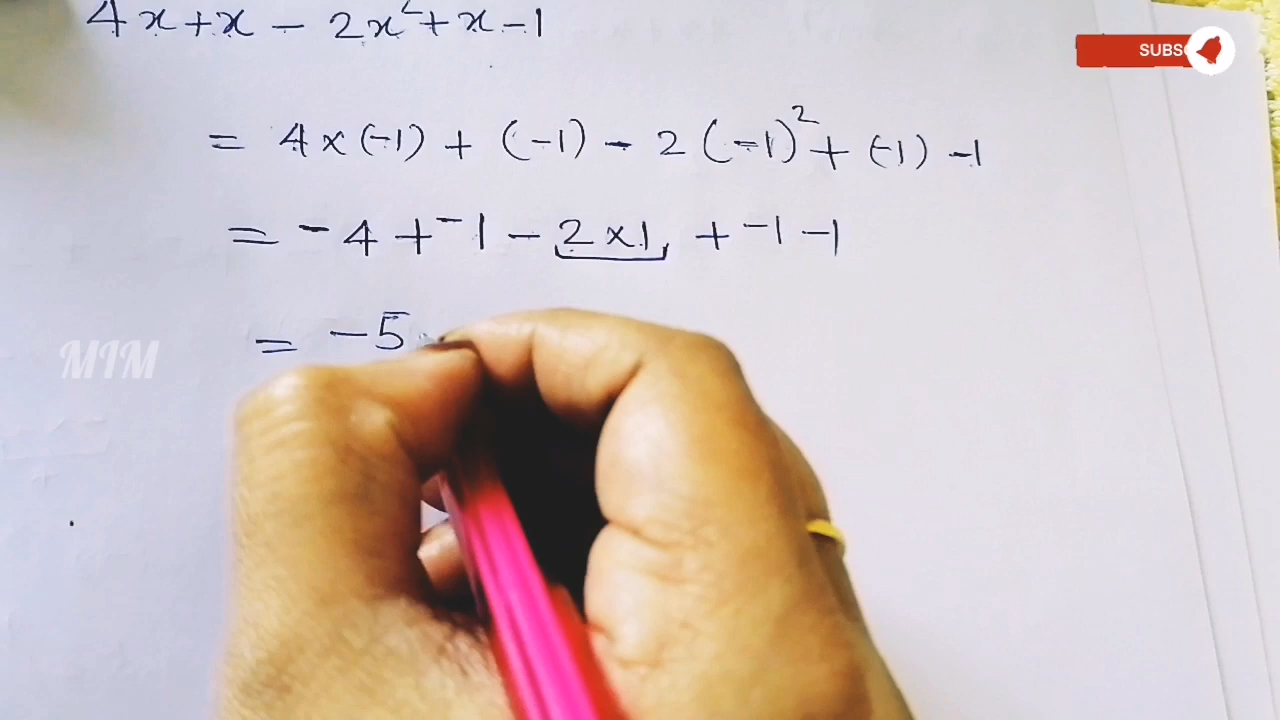 4x+x - 2x²+x-1
SUBS
= 4×(-1) + (-1) - 2(-1)² + (-1) -1
= -4 + -1 - 2×1 + -1 -1
= -5
MIM